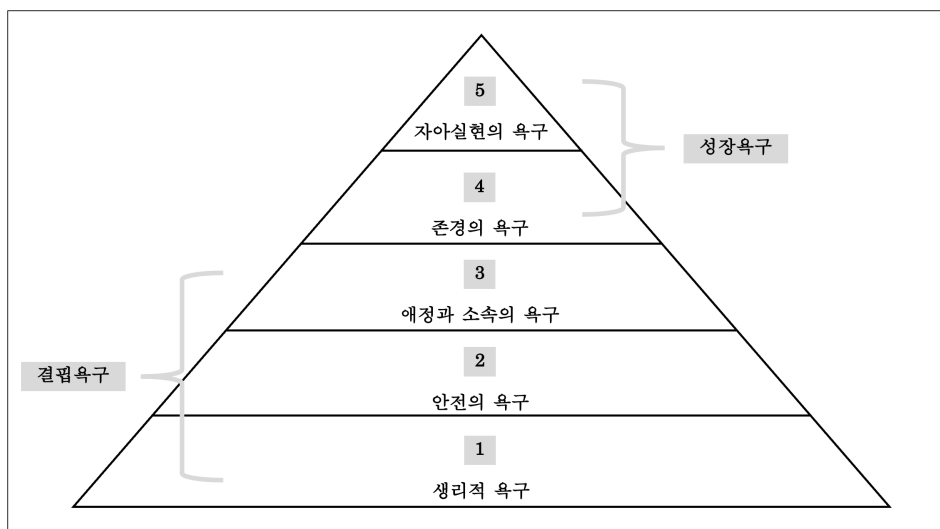 5
자아실현의 욕구
성장욕구
4
존경의 욕구
3
애정과 소속의 욕구
결핍욕구
2
안전의 욕구
1
생리적 욕구